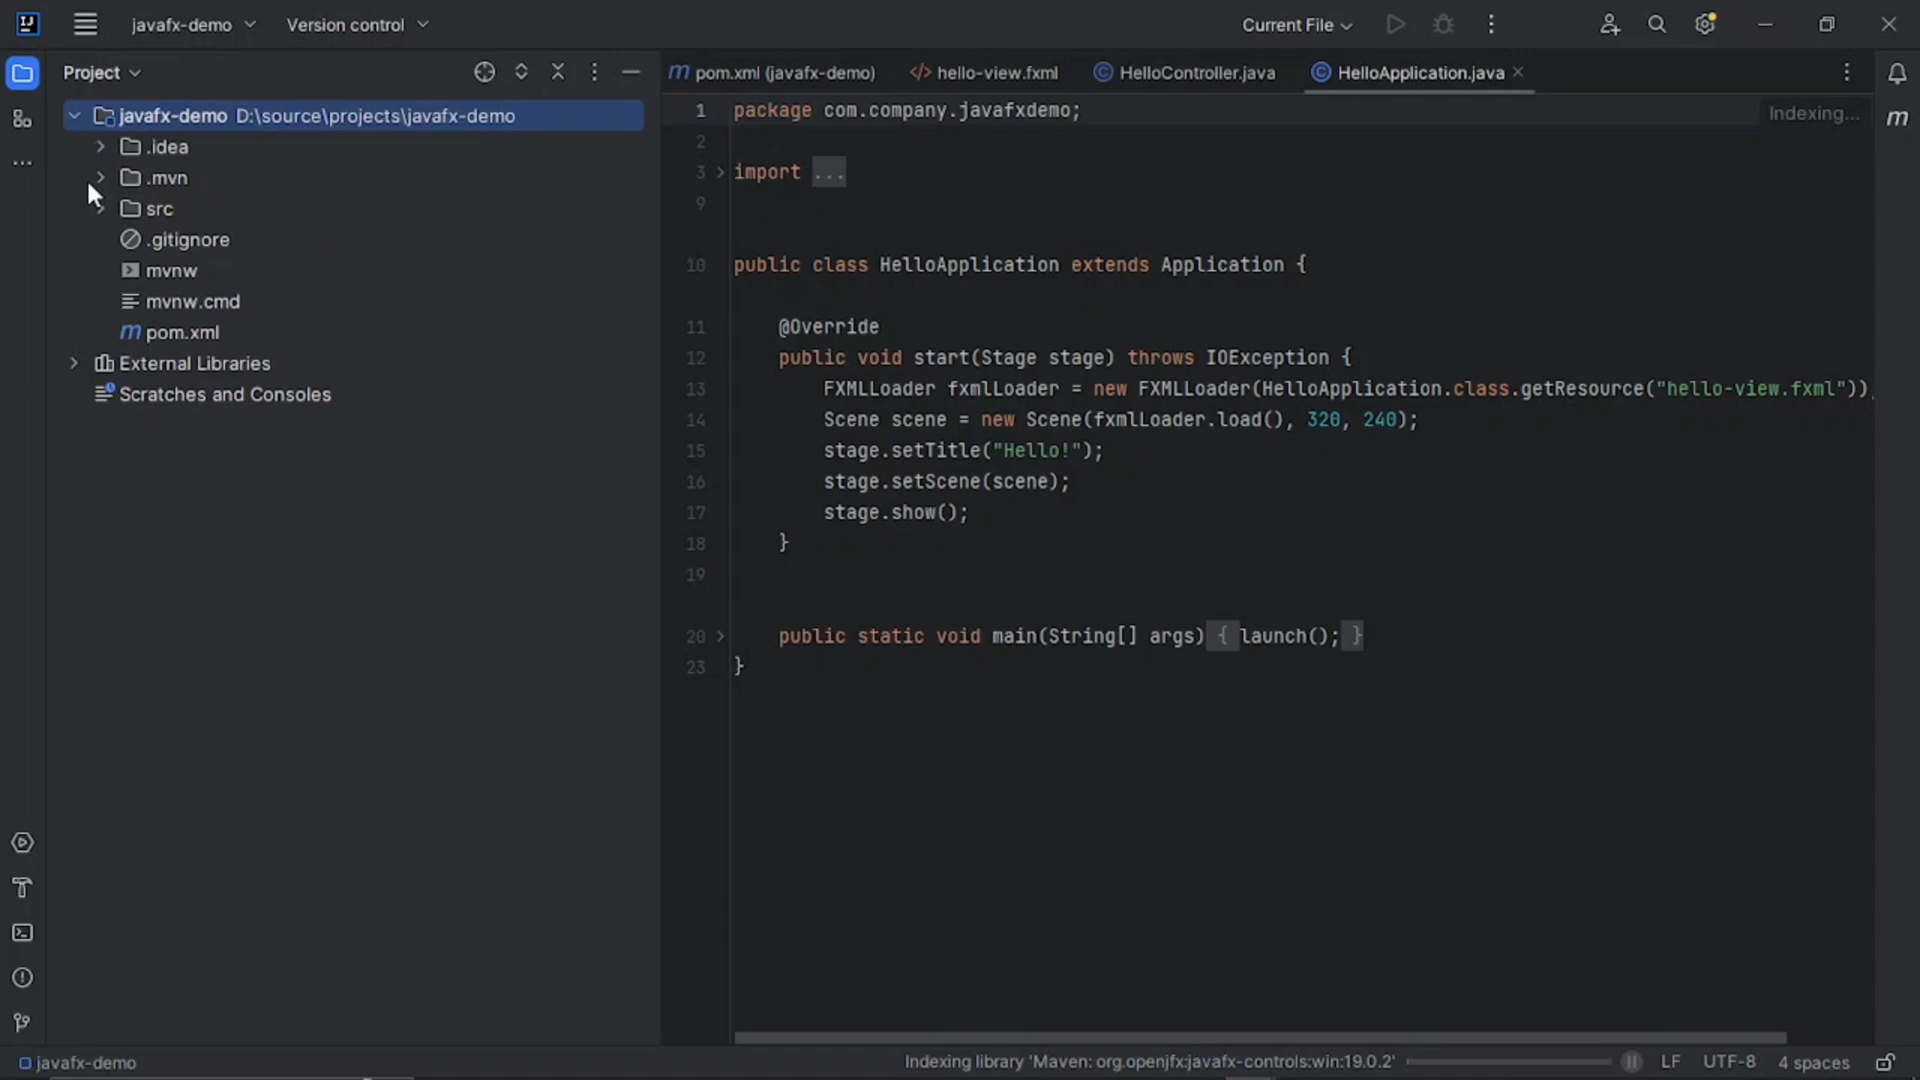 IJ
javafx-demo
Version control
Current File
Project
pom.xml (javafx-demo)
hello-view.fxml
HelloController.java
HelloApplication.java
javafx-demo D:\source\projects\javafx-demo
.idea
.mvn
src
.gitignore
mvnw
mvnw.cmd
pom.xml
External Libraries
Scratches and Consoles
Indexing...
1 package com.company.javafxdemo;
2
3 import ...
9
10 public class HelloApplication extends Application {
11 @Override
12 public void start(Stage stage) throws IOException {
13 FXMLLoader fxmlLoader = new FXMLLoader(HelloApplication.class.getResource("hello-view.fxml"))
14 Scene scene = new Scene(fxmlLoader.load(), 320, 240);
15 stage.setTitle("Hello!");
16 stage.setScene(scene);
17 stage.show();
18 }
19
20 public static void main(String[] args) { launch(); }
23 }
javafx-demo
Indexing library 'Maven: org.openjfx:javafx-controls:win:19.0.2'
LF
UTF-8
4 spaces